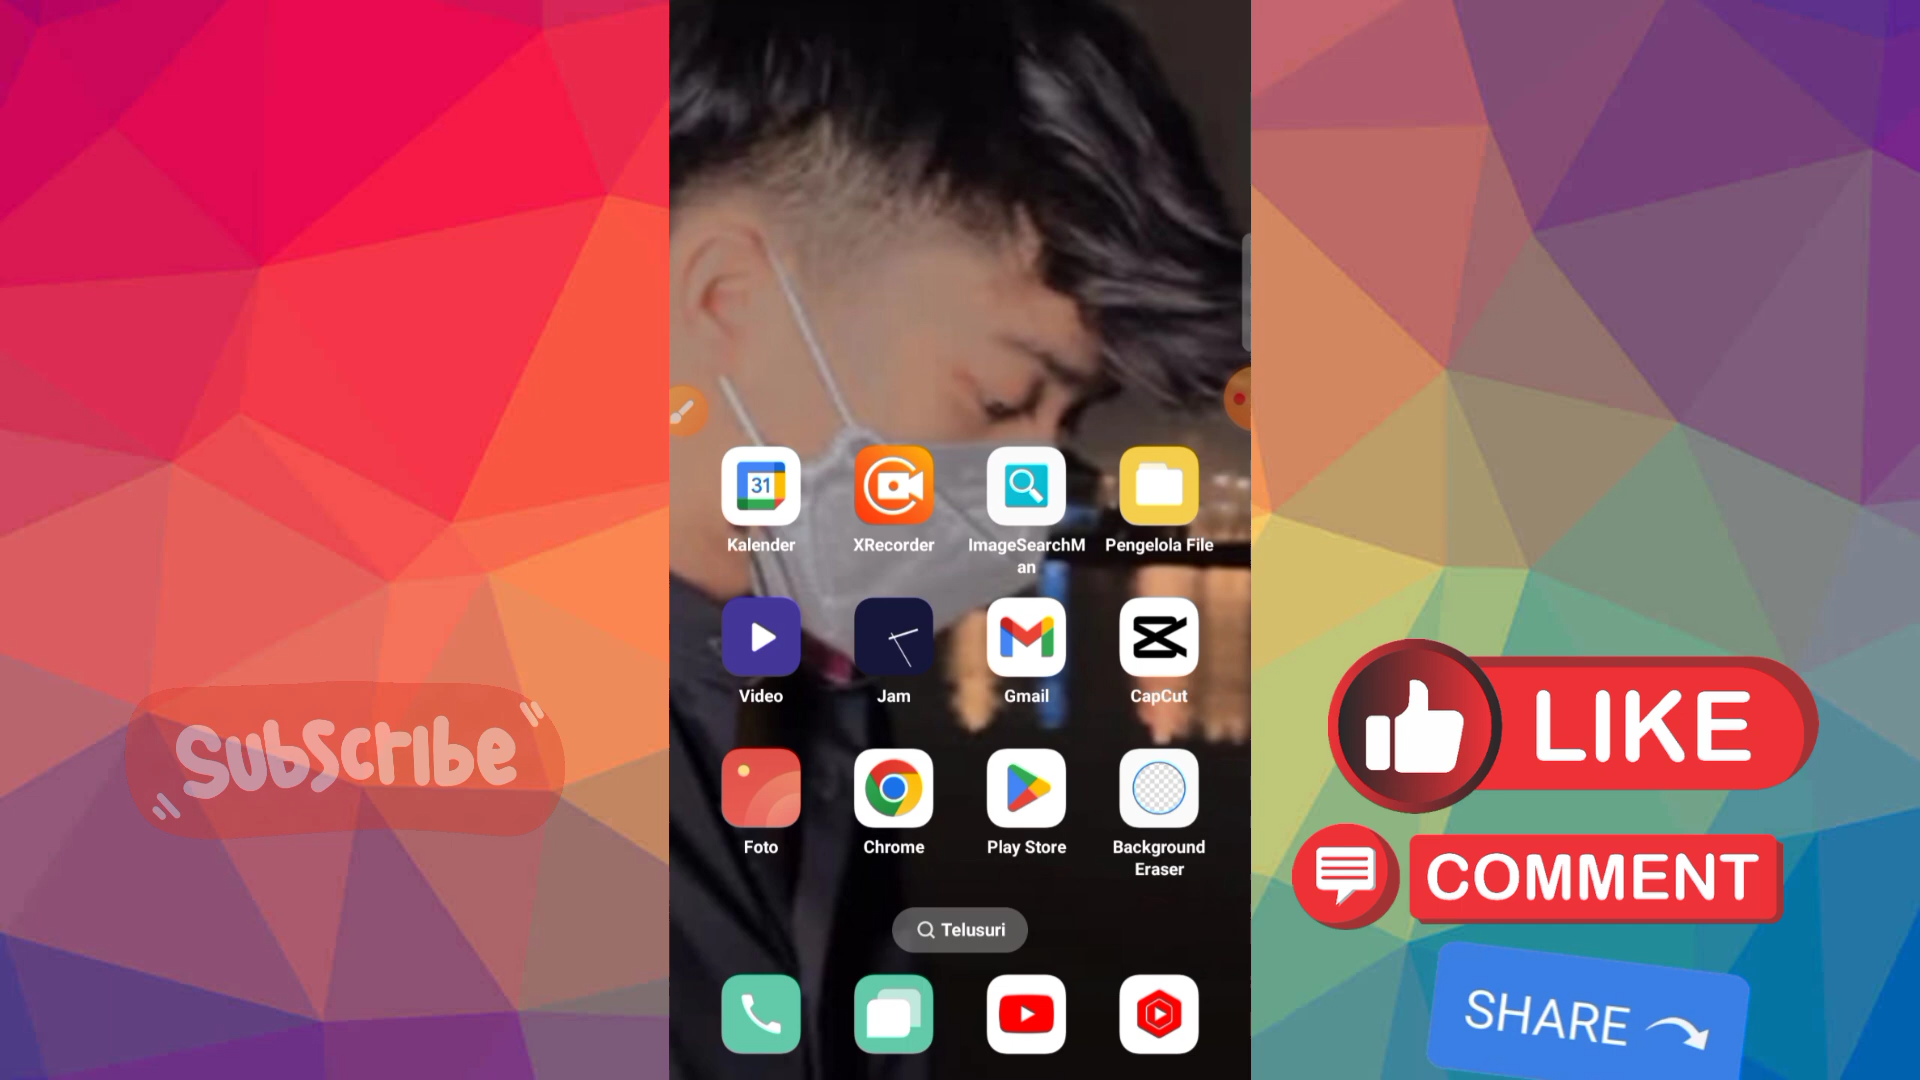 31
Kalender
XRecorder
ImageSearchM
an
Pengelola File
Video
Jam
Gmail
CapCut
Foto
Chrome
Play Store
Background
Eraser
Telusuri
Subscribe
LIKE
COMMENT
SHARE